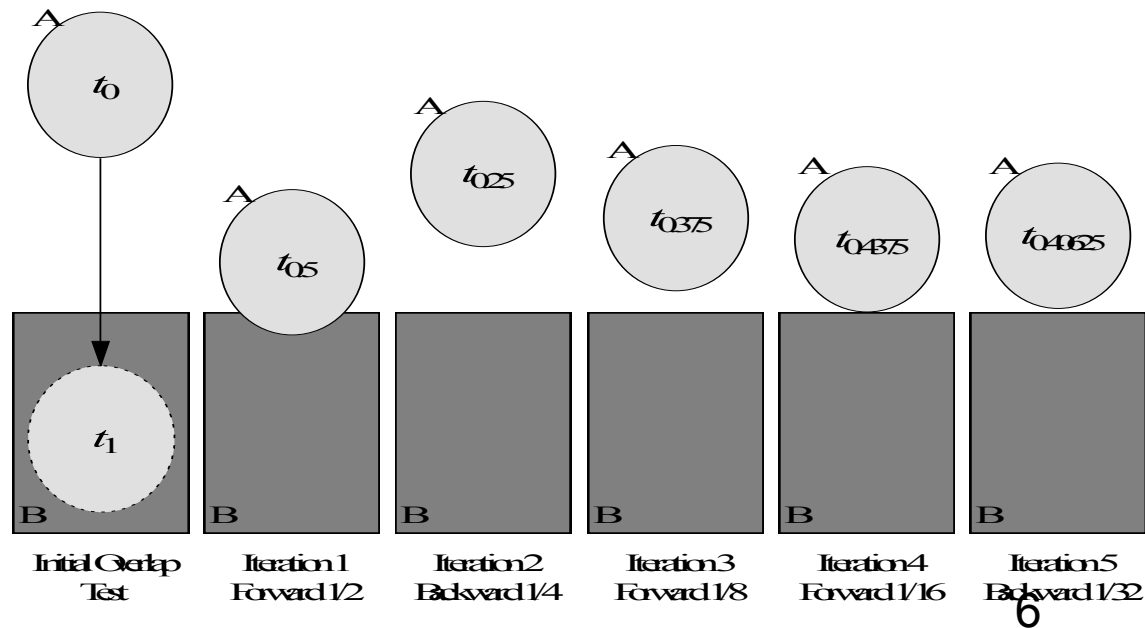 A
t0
A
t0.5
A
t0.25
A
t0.375
A
t0.4375
A
t0.40625
t1
B
B
B
B
B
B
Initial Overlap
Test
Iteration 1
Forward 1/2
Iteration 2
Backward 1/4
Iteration 3
Forward 1/8
Iteration 4
Forward 1/16
Iteration 5
Backward 1/32
6